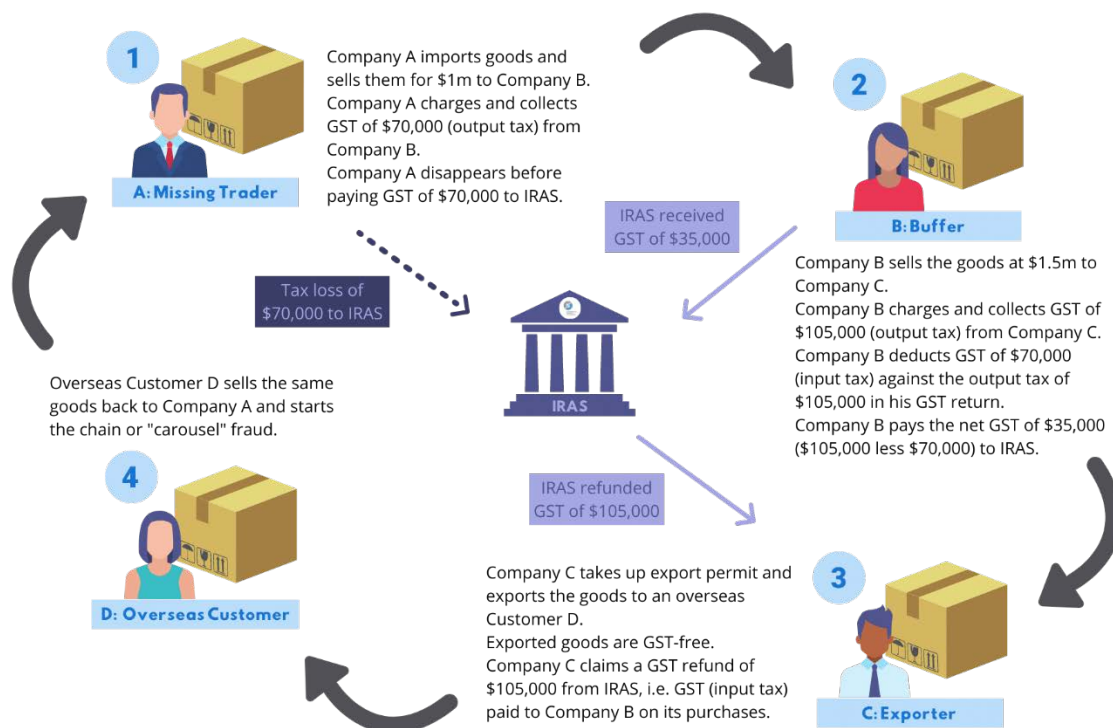 1
Company A imports goods and
sells them for $1m to Company B.
Company A charges and collects
GST of $70,000 (output tax) from
Company B.
Company A disappears before
paying GST of $70,000 to IRAS.
A: Missing Trader
2
B: Buffer
IRAS received
GST of $35,000
Company B sells the goods at $1.5m to
Company C.
Company B charges and collects GST of
$105,000 (output tax) from Company C.
Company B deducts GST of $70,000
(input tax) against the output tax of
$105,000 in his GST return.
Company B pays the net GST of $35,000
($105,000 less $70,000) to IRAS.
Tax loss of
$70,000 to IRAS
IRAS
IRAS refunded
GST of $105,000
3
Company C takes up export permit and
exports the goods to an overseas
Customer D.
Exported goods are GST-free.
Company C claims a GST refund of
$105,000 from IRAS, i.e. GST (input tax)
paid to Company B on its purchases.
C: Exporter
Overseas Customer D sells the same
goods back to Company A and starts
the chain or "carousel" fraud.
4
D: Overseas Customer